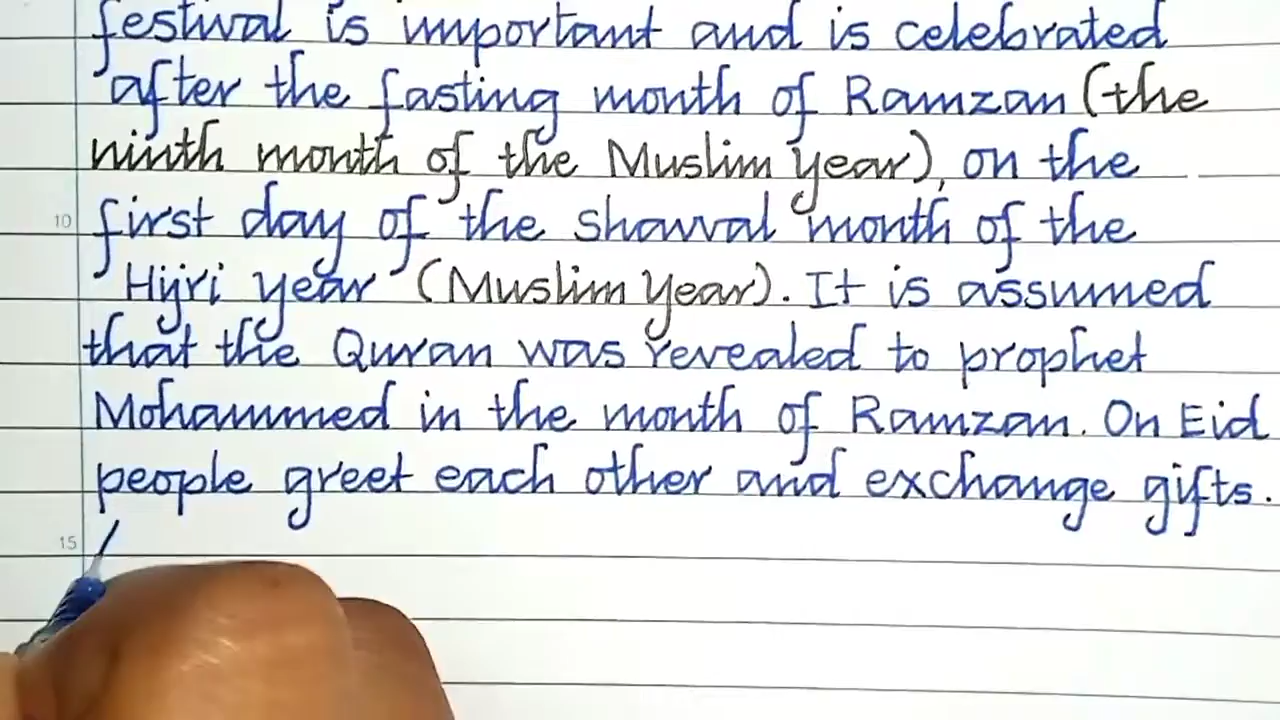 festival is important and is celebrated
after the fasting month of Ramzan (the
ninth month of the Muslim year), on the
10 first day of the shawal month of the
Hijri year (Muslim Year). It is assumed
that the Quran was revealed to prophet
Mohammed in the month of Ramzan. On Eid
people greet each other and exchange gifts.
15